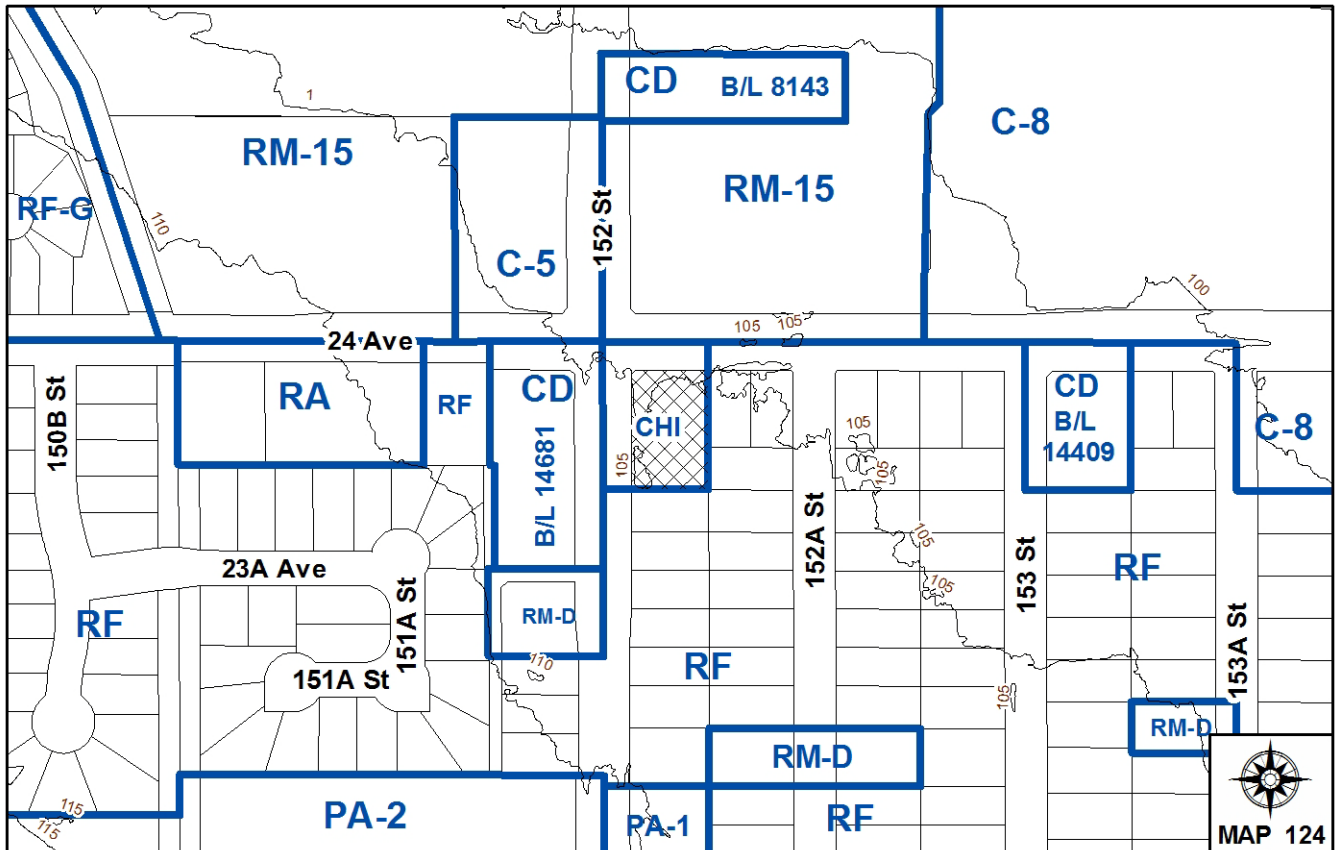 CD B/L 8143
1
C-8
RM-15
RM-15
RF-G
110
152 St
C-5
100
105 105
24 Ave
RA
RF
CD
B/L 14681
CHI
105
CD
B/L
14409
C-8
150B St
105
105
152A St
105
105
153 St
RF
23A Ave
151A St
RM-D
RF
110
RF
151A St
105
153A St
RM-D
RM-D
115
115
PA-2
PA-1
RF
MAP 124